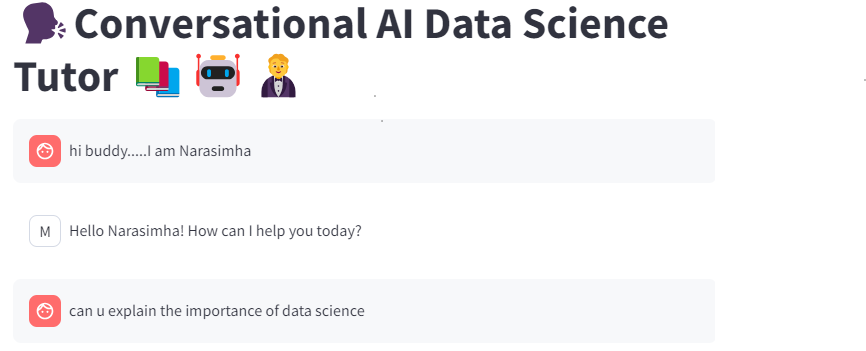 Conversational AI Data Science
Tutor
hi buddy.....I am Narasimha
M Hello Narasimha! How can I help you today?
can u explain the importance of data science